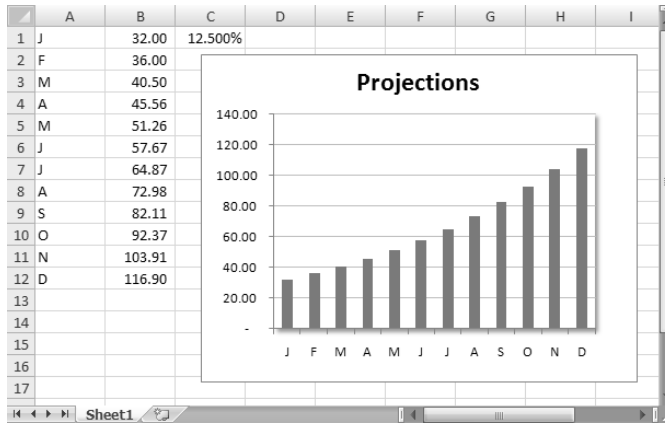 A B C D E F G H I
1 J 32.00 12.500%
2 F 36.00
3 M 40.50
4 A 45.56
5 M 51.26
6 J 57.67
7 J 64.87
8 A 72.98
9 S 82.11
10 O 92.37
11 N 103.91
12 D 116.90
13
14
15
16
17
Projections
140.00
120.00
100.00
80.00
60.00
40.00
20.00
-
J F M A M J J A S O N D
Sheet1